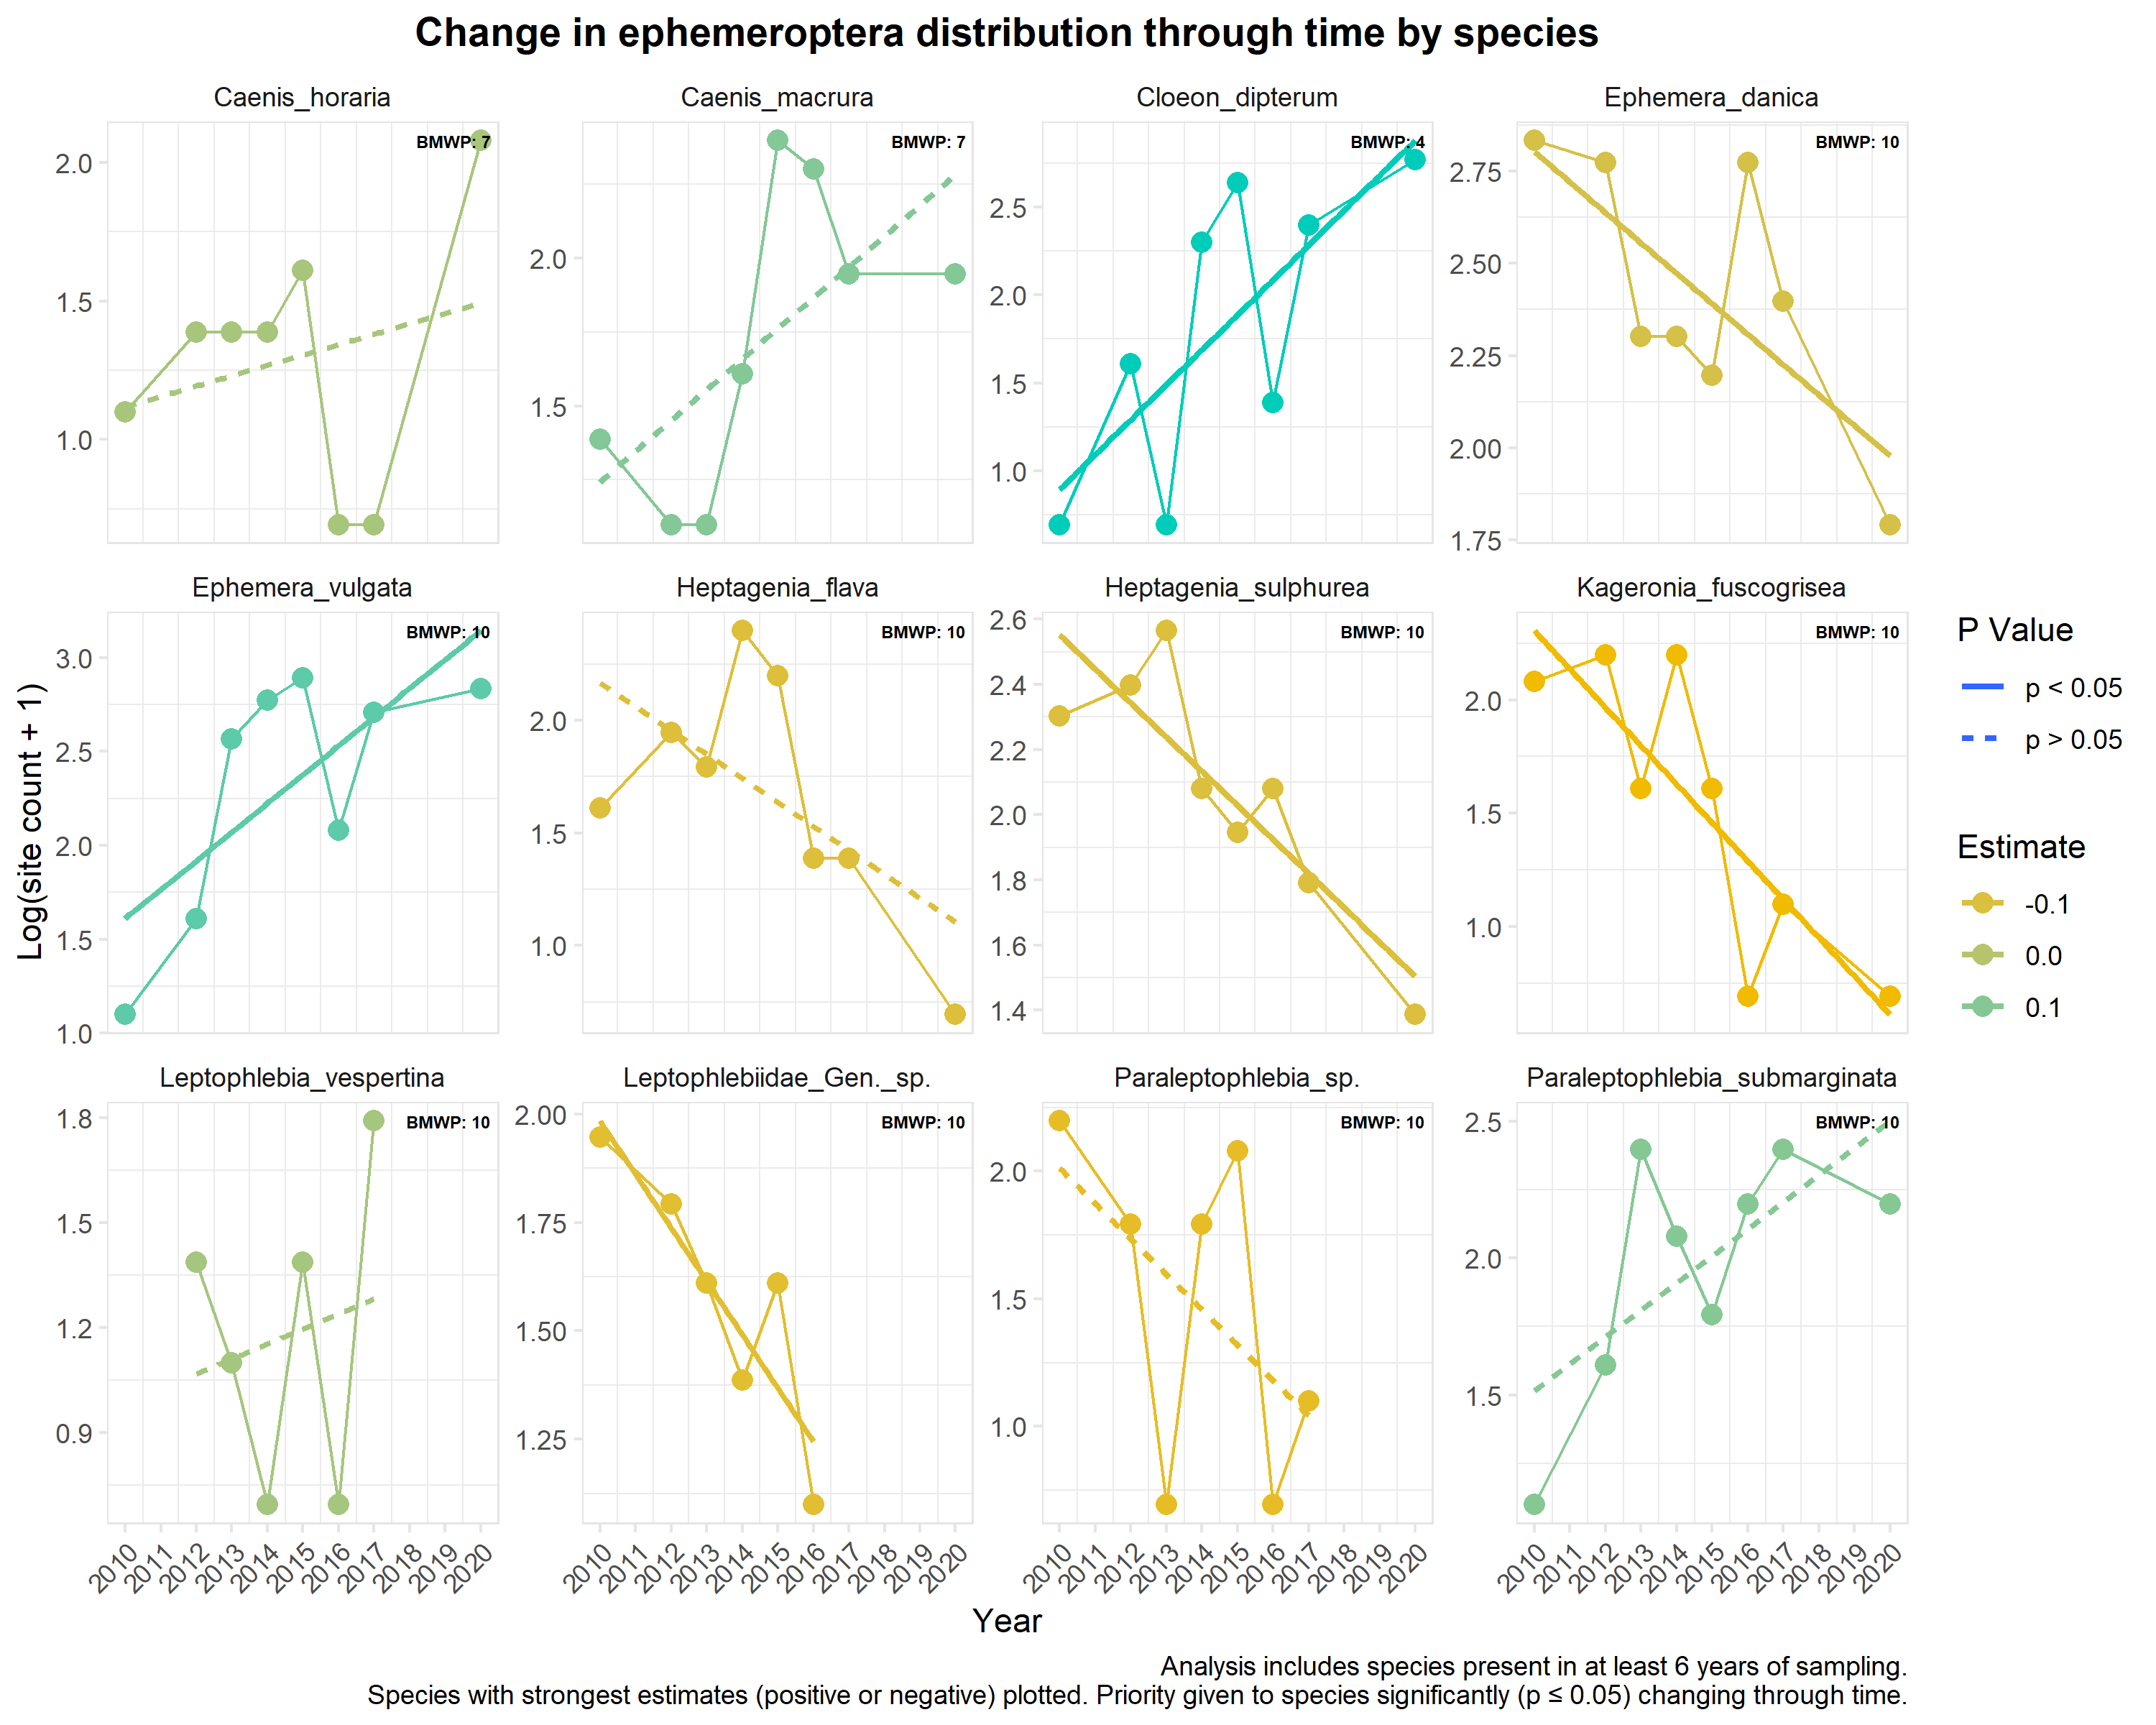 Change in ephemeroptera distribution through time by species
Caenis_horaria
Caenis_macrura
Cloeon_dipterum
Ephemera_danica
BMWP: 7
BMWP: 7
BMWP: 4
BMWP: 10
2.0
1.5
1.0
2.0
1.5
2.5
2.0
1.5
1.0
2.75
2.50
2.25
2.00
1.75
Ephemera_vulgata
Heptagenia_flava
Heptagenia_sulphurea
Kageronia_fuscogrisea
BMWP: 10
BMWP: 10
BMWP: 10
BMWP: 10
3.0
2.5
2.0
1.5
1.0
2.0
1.5
1.0
2.6
2.4
2.2
2.0
1.8
1.6
1.4
2.0
1.5
1.0
Leptophlebia_vespertina
Leptophlebiidae_Gen._sp.
Paraleptophlebia_sp.
Paraleptophlebia_submarginata
BMWP: 10
BMWP: 10
BMWP: 10
BMWP: 10
1.8
1.5
1.2
0.9
2.00
1.75
1.50
1.25
2.0
1.5
1.0
2.5
2.0
1.5
2010 2011 2012 2013 2014 2015 2016 2017 2018 2019 2020
2010 2011 2012 2013 2014 2015 2016 2017 2018 2019 2020
2010 2011 2012 2013 2014 2015 2016 2017 2018 2019 2020
2010 2011 2012 2013 2014 2015 2016 2017 2018 2019 2020
Log(site count + 1)
Year
P Value
p < 0.05
p > 0.05
Estimate
-0.1
0.0
0.1
Analysis includes species present in at least 6 years of sampling.
Species with strongest estimates (positive or negative) plotted. Priority given to species significantly (p ≤ 0.05) changing through time.